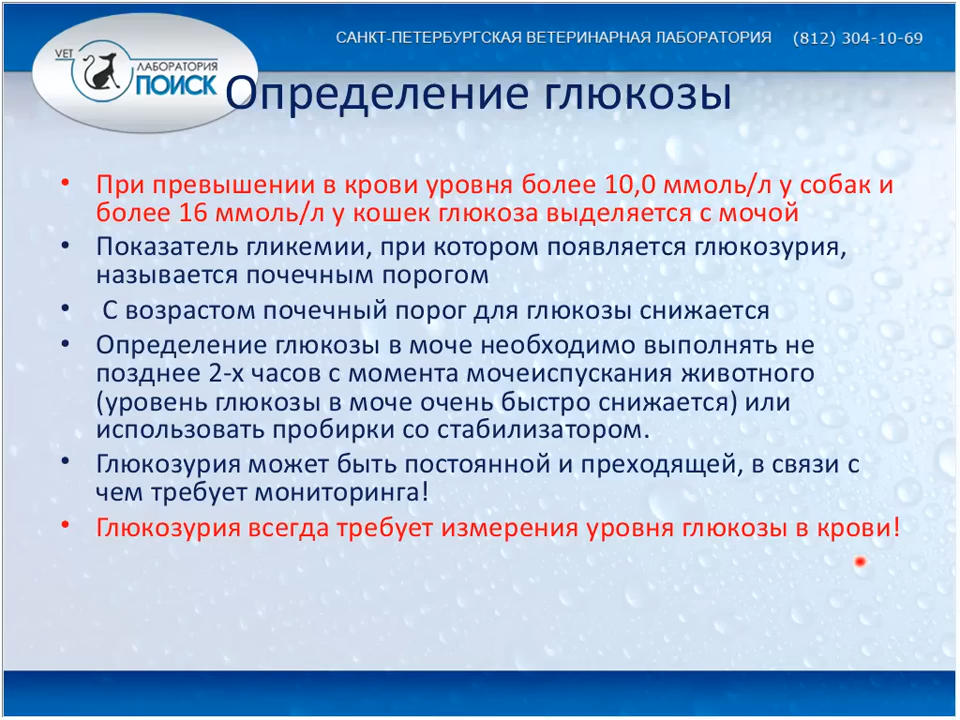 САНКТ-ПЕТЕРБУРГСКАЯ ВЕТЕРИНАРНАЯ ЛАБОРАТОРИЯ (812) 304-10-69
VET
ЛАБОРАТОРИЯ
ПОИСК
Определение глюкозы
• При превышении в крови уровня более 10,0 ммоль/л у собак и
более 16 ммоль/л у кошек глюкоза выделяется с мочой
• Показатель гликемии, при котором появляется глюкозурия,
называется почечным порогом
• С возрастом почечный порог для глюкозы снижается
• Определение глюкозы в моче необходимо выполнять не
позднее 2-х часов с момента мочеиспускания животного
(уровень глюкозы в моче очень быстро снижается) или
использовать пробирки со стабилизатором.
• Глюкозурия может быть постоянной и преходящей, в связи с
чем требует мониторинга!
• Глюкозурия всегда требует измерения уровня глюкозы в крови!